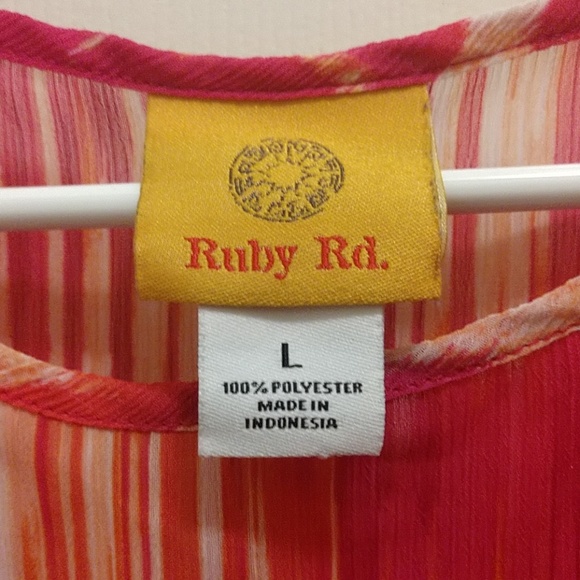 Ruby Rd.
L
100% POLYESTER
MADE IN
INDONESIA